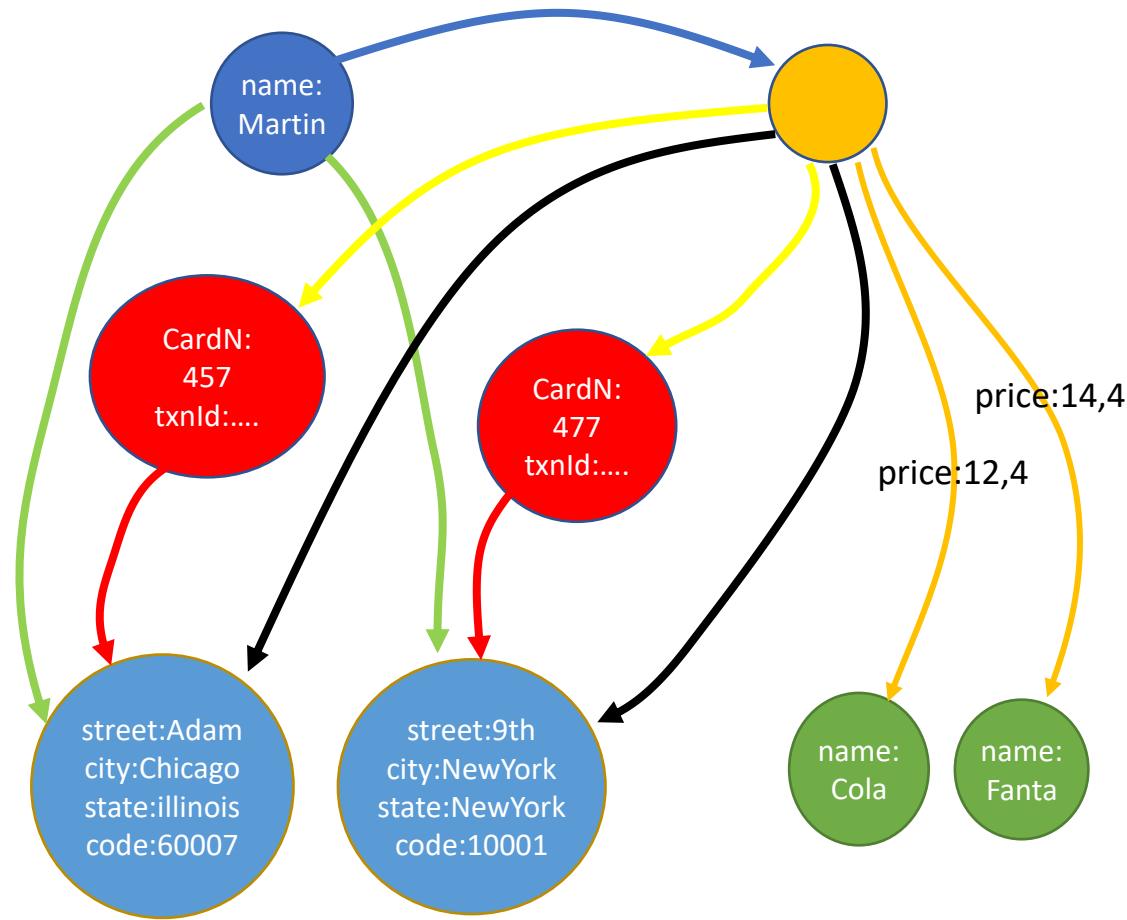 name:
Martin
CardN:
457
txnId:....
CardN:
477
txnId:....
price:14,4
price:12,4
street:Adam
city:Chicago
state:illinois
code:60007
street:9th
city:NewYork
state:NewYork
code:10001
name:
Cola
name:
Fanta